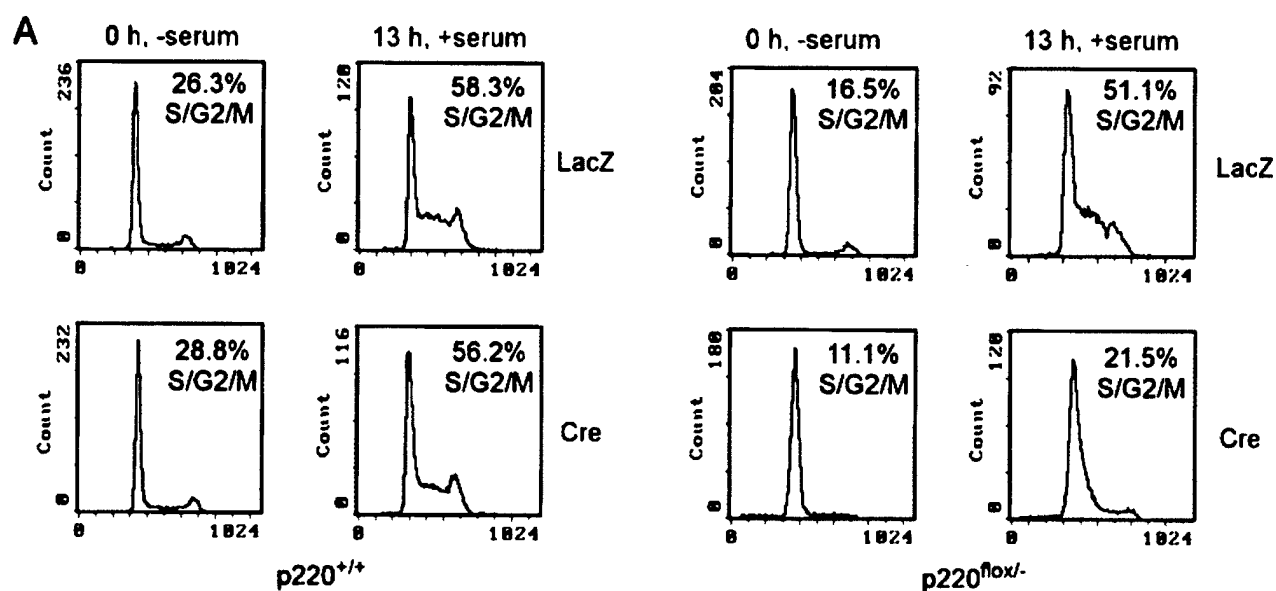 A
0 h, -serum
13 h, +serum
0 h, -serum
13 h, +serum
236
Count
0
26.3%
S/G2/M
0
1024
128
Count
0
58.3%
S/G2/M
0
1024
LacZ
204
Count
0
16.5%
S/G2/M
0
1024
92
Count
0
51.1%
S/G2/M
0
1024
LacZ
232
Count
0
28.8%
S/G2/M
0
1024
116
Count
0
56.2%
S/G2/M
0
1024
Cre
180
Count
0
11.1%
S/G2/M
0
1024
128
Count
0
21.5%
S/G2/M
0
1024
Cre
p220+/+
p220flox/-